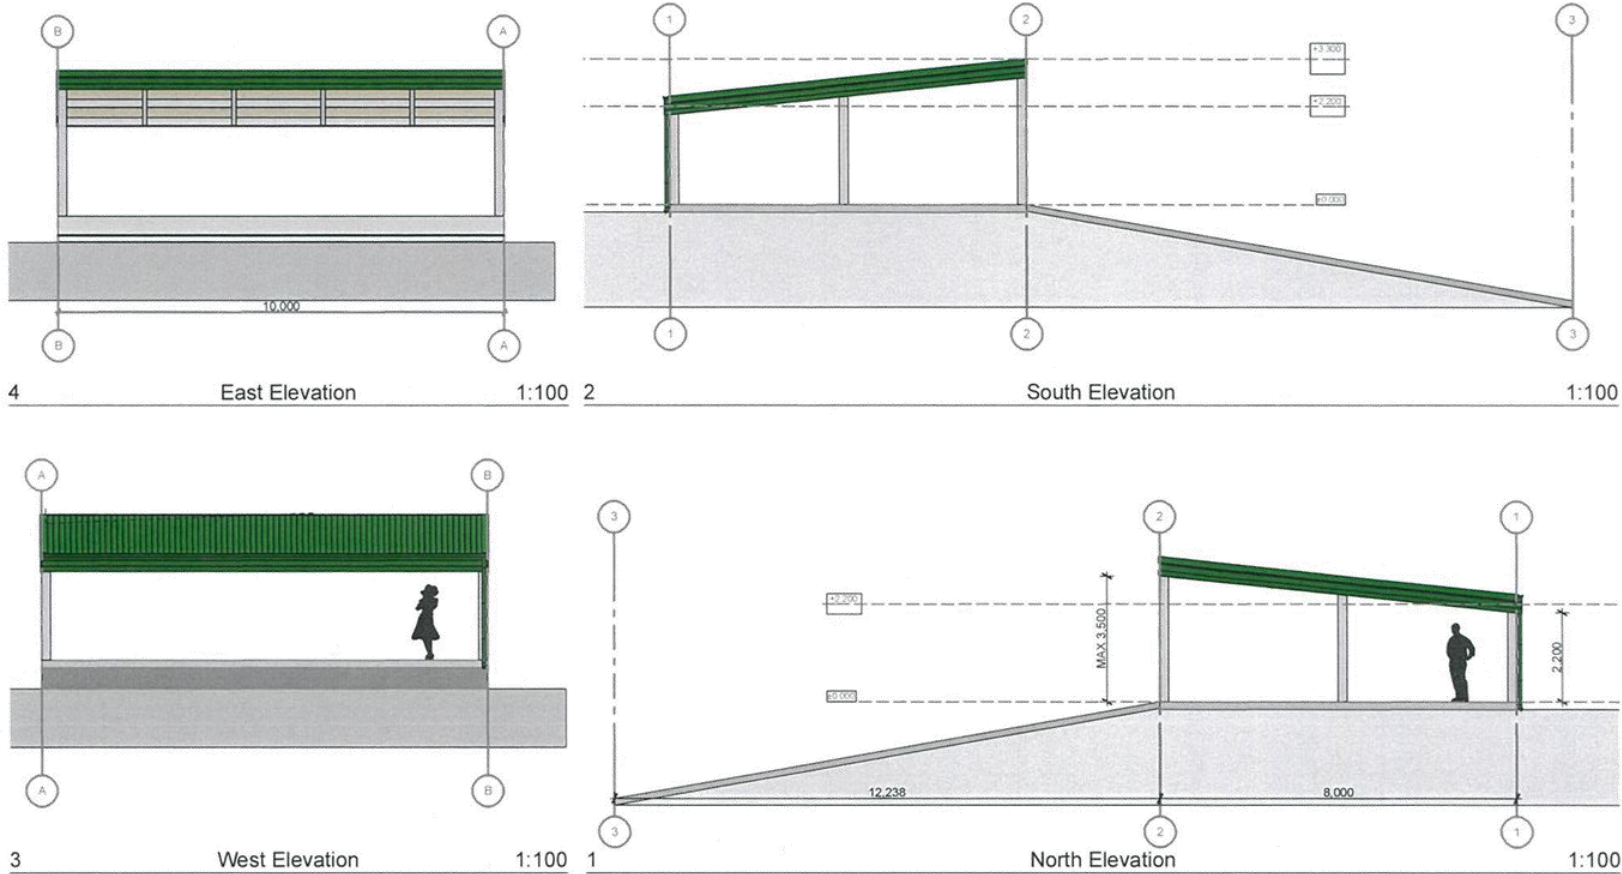 B
A
10,000
B
A
4 East Elevation 1:100
1
2
3
+3.300
+2.200
±0.000
1
2
3
2 South Elevation 1:100
A
B
A
B
3 West Elevation 1:100
3
2
1
+2.200
MAX 3,500
2,200
±0.000
12,238
8,000
3
2
1
1 North Elevation 1:100